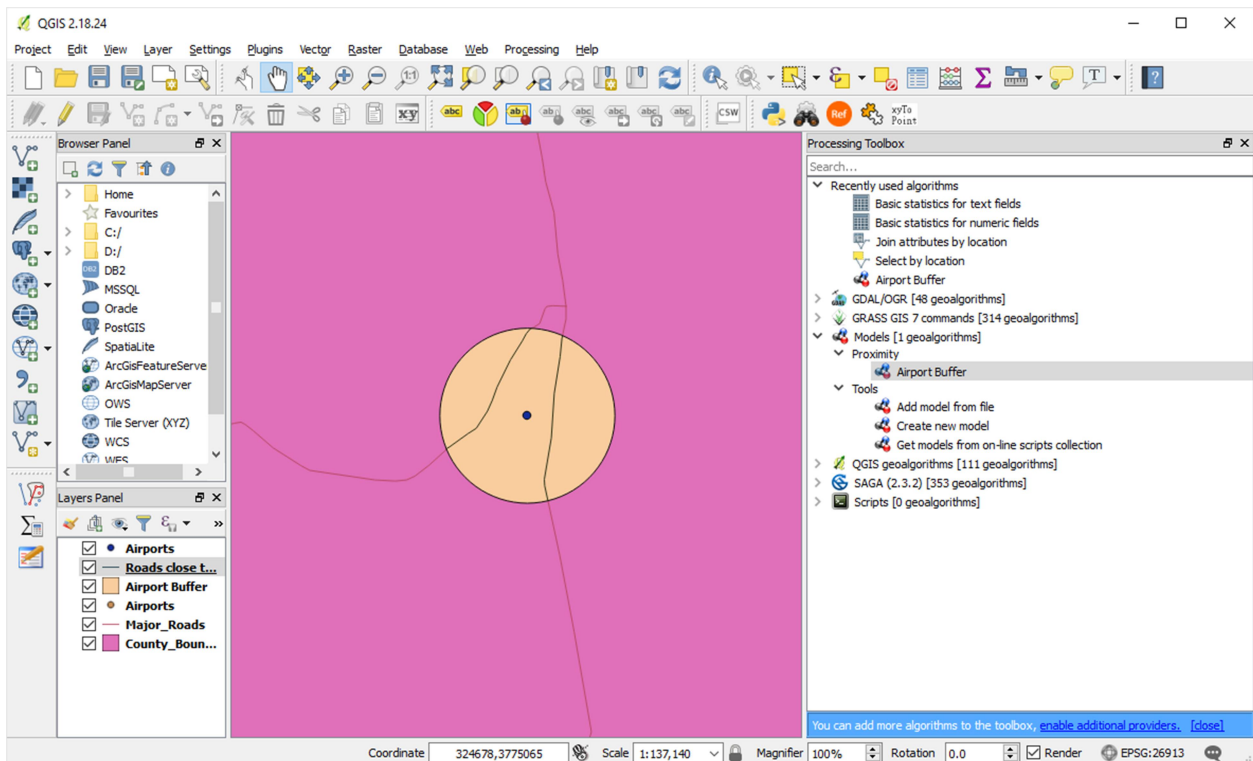 QGIS 2.18.24
Project Edit View Layer Settings Plugins Vector Raster Database Web Processing Help
abc
CSW
Ref
xyTo
Point
Browser Panel
Home
Favourites
C:/
D:/
DB2
MSSQL
Oracle
PostGIS
SpatiaLite
ArcGisFeatureServe
ArcGisMapServer
OWS
Tile Server (XYZ)
WCS
WFS
Layers Panel
Airports
Roads close t...
Airport Buffer
Airports
Major_Roads
County_Boun...
Processing Toolbox
Search...
Recently used algorithms
Basic statistics for text fields
Basic statistics for numeric fields
Join attributes by location
Select by location
Airport Buffer
GDAL/OGR [48 geoalgorithms]
GRASS GIS 7 commands [314 geoalgorithms]
Models [1 geoalgorithms]
Proximity
Airport Buffer
Tools
Add model from file
Create new model
Get models from on-line scripts collection
QGIS geoalgorithms [111 geoalgorithms]
SAGA (2.3.2) [353 geoalgorithms]
Scripts [0 geoalgorithms]
You can add more algorithms to the toolbox, enable additional providers. [close]
Coordinate 324678,3775065 Scale 1:137,140 Magnifier 100% Rotation 0.0 Render EPSG:26913